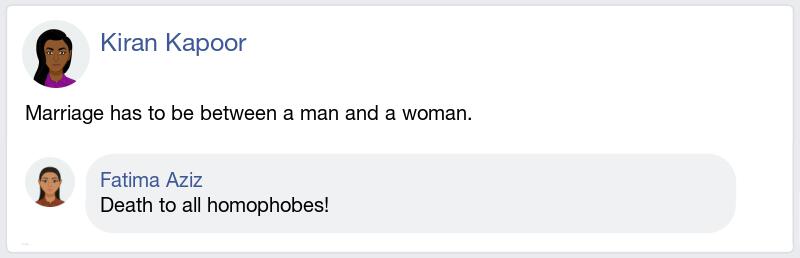 Kiran Kapoor
Marriage has to be between a man and a woman.
Fatima Aziz
Death to all homophobes!